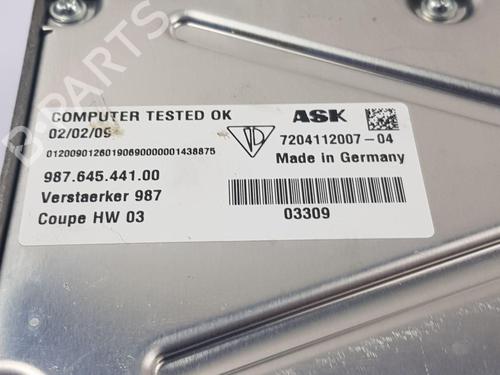 B-PARTS
COMPUTER TESTED OK
02/02/09
01200901260190690000001438875
987.645.441.00
Verstaerker 987
Coupe HW 03
ASK
7204112007-04
Made in Germany
03309